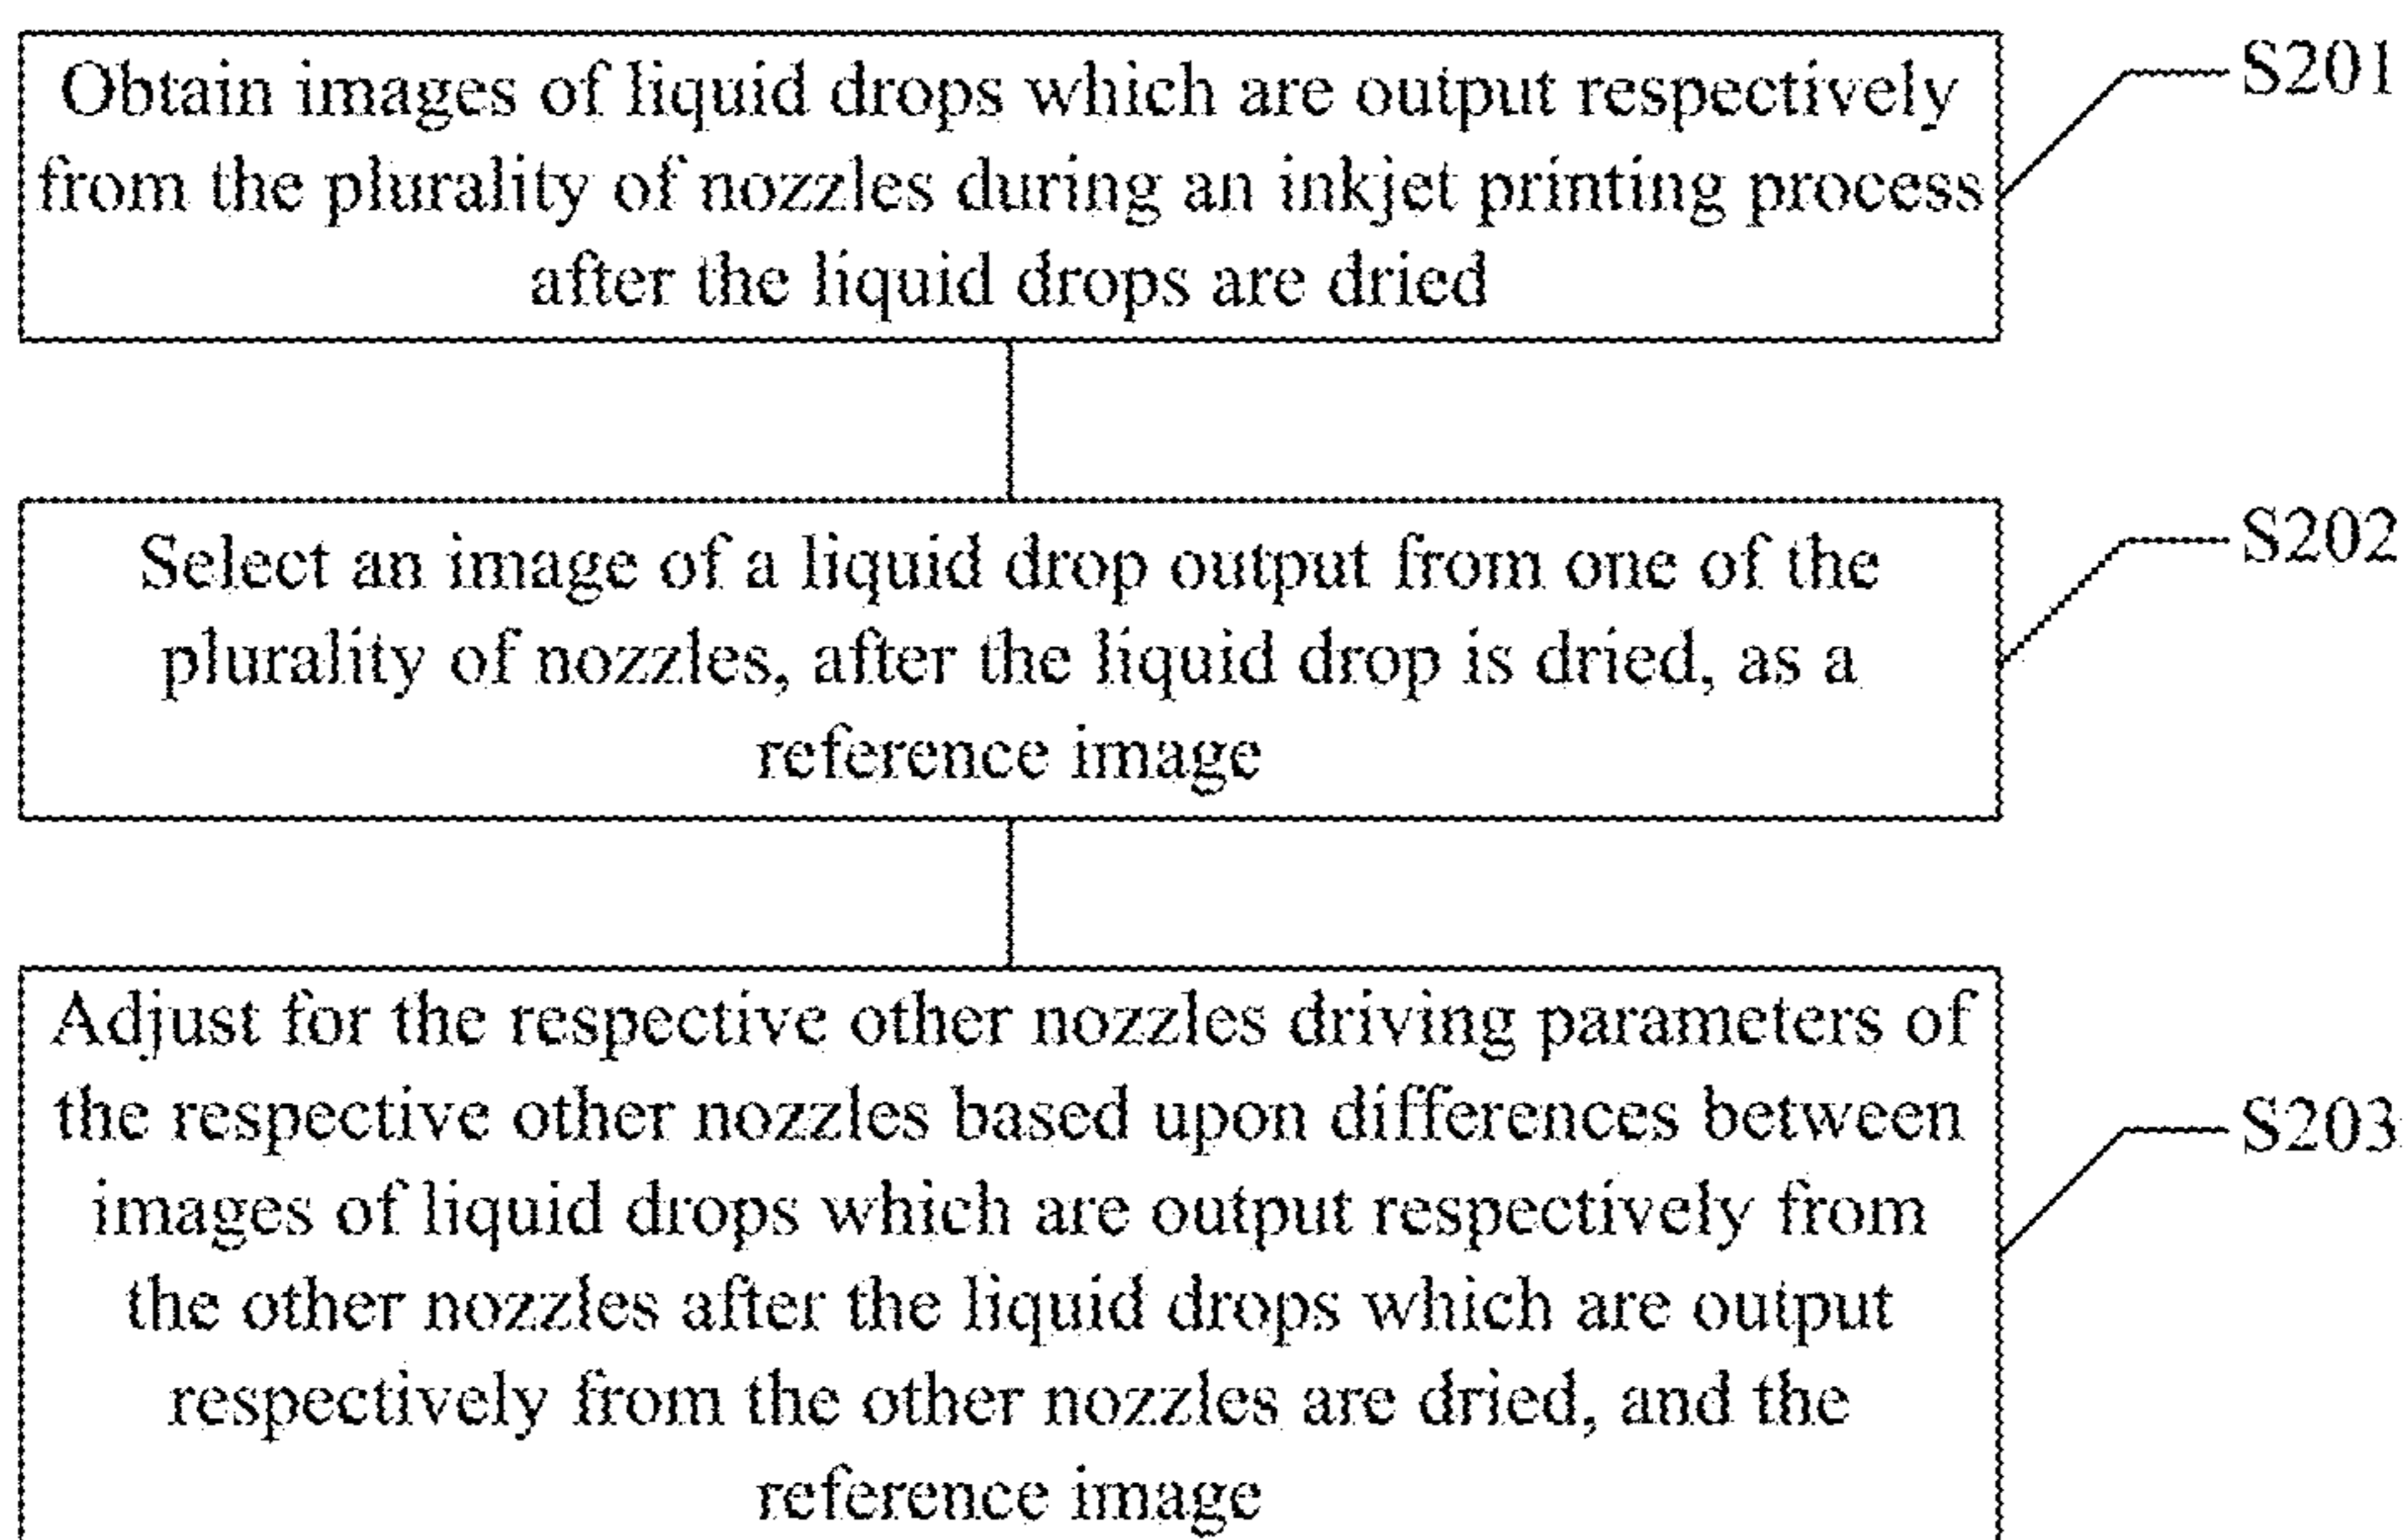 Obtain images of liquid drops which are output respectively
from the plurality of nozzles during an inkjet printing process
after the liquid drops are dried
S201
Select an image of a liquid drop output from one of the
plurality of nozzles, after the liquid drop is dried, as a
reference image
S202
Adjust for the respective other nozzles driving parameters of
the respective other nozzles based upon differences between
images of liquid drops which are output respectively from
the other nozzles after the liquid drops which are output
respectively from the other nozzles are dried, and the
reference image
S203